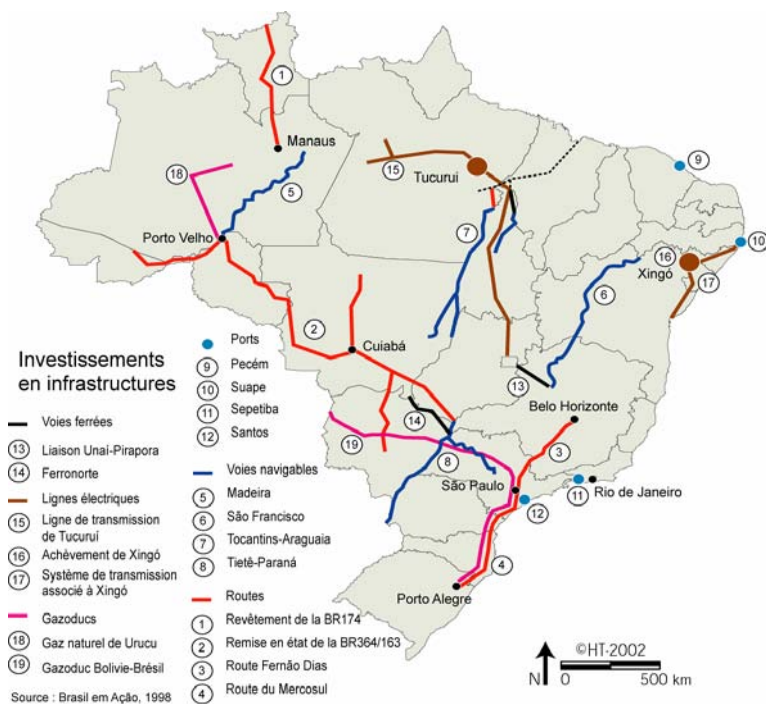 1
Manaus
18
5
15
Tucurui
9
7
Porto Velho
10
16
Xingó
17
6
2
Cuiabá
13
14
Belo Horizonte
19
8
3
São Paulo
11
Rio de Janeiro
12
4
Porto Alegre
Investissements
en infrastructures
Voies ferrées
13 Liaison Unaí-Pirapora
14 Ferronorte
Lignes électriques
15 Ligne de transmission
de Tucuruí
16 Achèvement de Xingó
17 Système de transmission
associé à Xingó
Gazoducs
18 Gaz naturel de Urucu
19 Gazoduc Bolivie-Brésil
Source : Brasil em Ação, 1998
Ports
9 Pecém
10 Suape
11 Sepetiba
12 Santos
Voies navigables
5 Madeira
6 São Francisco
7 Tocantins-Araguaia
8 Tietê-Paraná
Routes
1 Revêtement de la BR174
2 Remise en état de la BR364/163
3 Route Fernão Dias
4 Route du Mercosul
©HT-2002
N 0 500 km